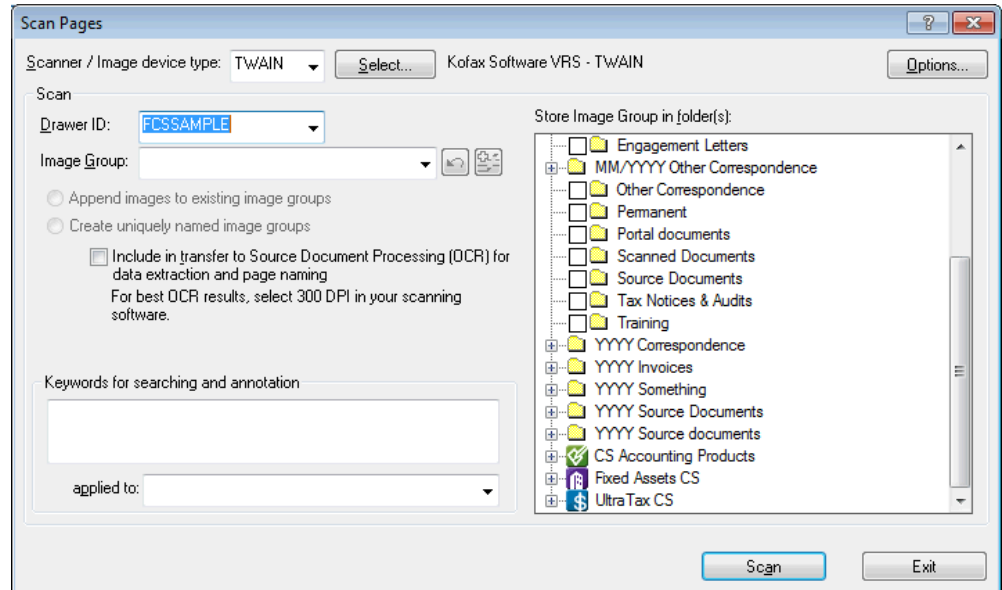 Scan Pages
Scanner / Image device type: TWAIN Select... Kofax Software VRS - TWAIN Options...
Scan
Drawer ID: FCSSAMPLE
Image Group:
Append images to existing image groups
Create uniquely named image groups
Include in transfer to Source Document Processing (OCR) for
data extraction and page naming
For best OCR results, select 300 DPI in your scanning
software.
Keywords for searching and annotation
applied to:
Store Image Group in folder(s):
Engagement Letters
MM/YYYY Other Correspondence
Other Correspondence
Permanent
Portal documents
Scanned Documents
Source Documents
Tax Notices & Audits
Training
YYYY Correspondence
YYYY Invoices
YYYY Something
YYYY Source Documents
YYYY Source documents
CS Accounting Products
Fixed Assets CS
UltraTax CS
Scan Exit